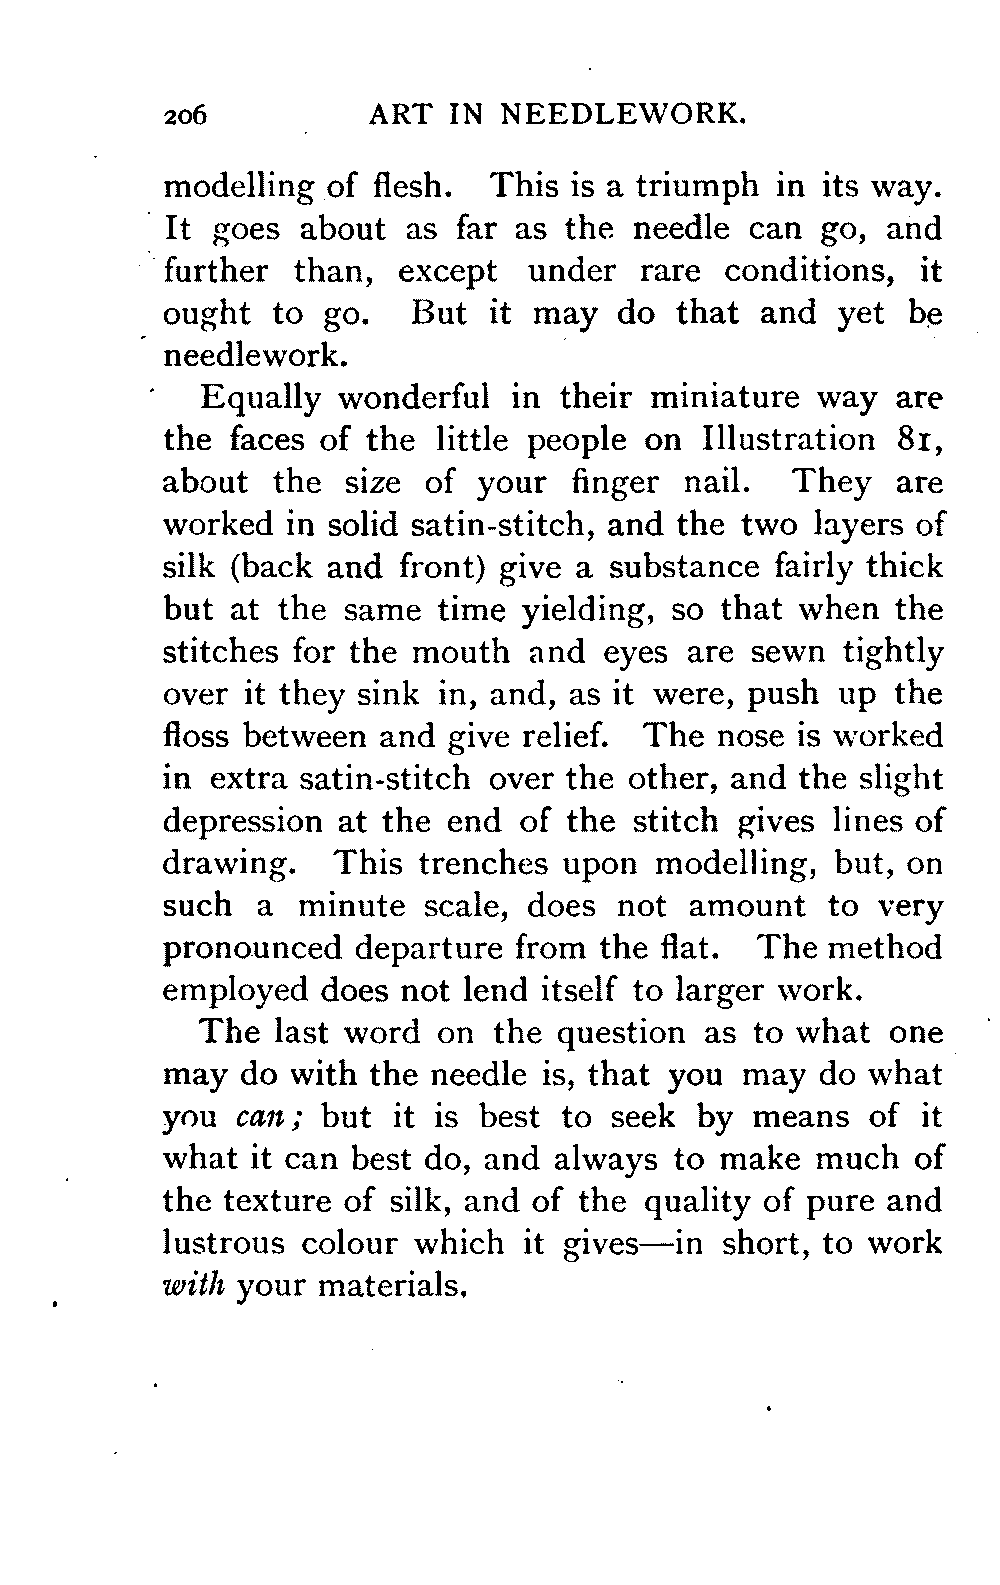 206 ART IN NEEDLEWORK.
modelling of flesh. This is a triumph in its way.
It goes about as far as the needle can go, and
further than, except under rare conditions, it
ought to go. But it may do that and yet be
needlework.
Equally wonderful in their miniature way are
the faces of the little people on Illustration 81,
about the size of your finger nail. They are
worked in solid satin-stitch, and the two layers of
silk (back and front) give a substance fairly thick
but at the same time yielding, so that when the
stitches for the mouth and eyes are sewn tightly
over it they sink in, and, as it were, push up the
floss between and give relief. The nose is worked
in extra satin-stitch over the other, and the slight
depression at the end of the stitch gives lines of
drawing. This trenches upon modelling, but, on
such a minute scale, does not amount to very
pronounced departure from the flat. The method
employed does not lend itself to larger work.
The last word on the question as to what one
may do with the needle is, that you may do what
you can; but it is best to seek by means of it
what it can best do, and always to make much of
the texture of silk, and of the quality of pure and
lustrous colour which it gives—in short, to work
with your materials.